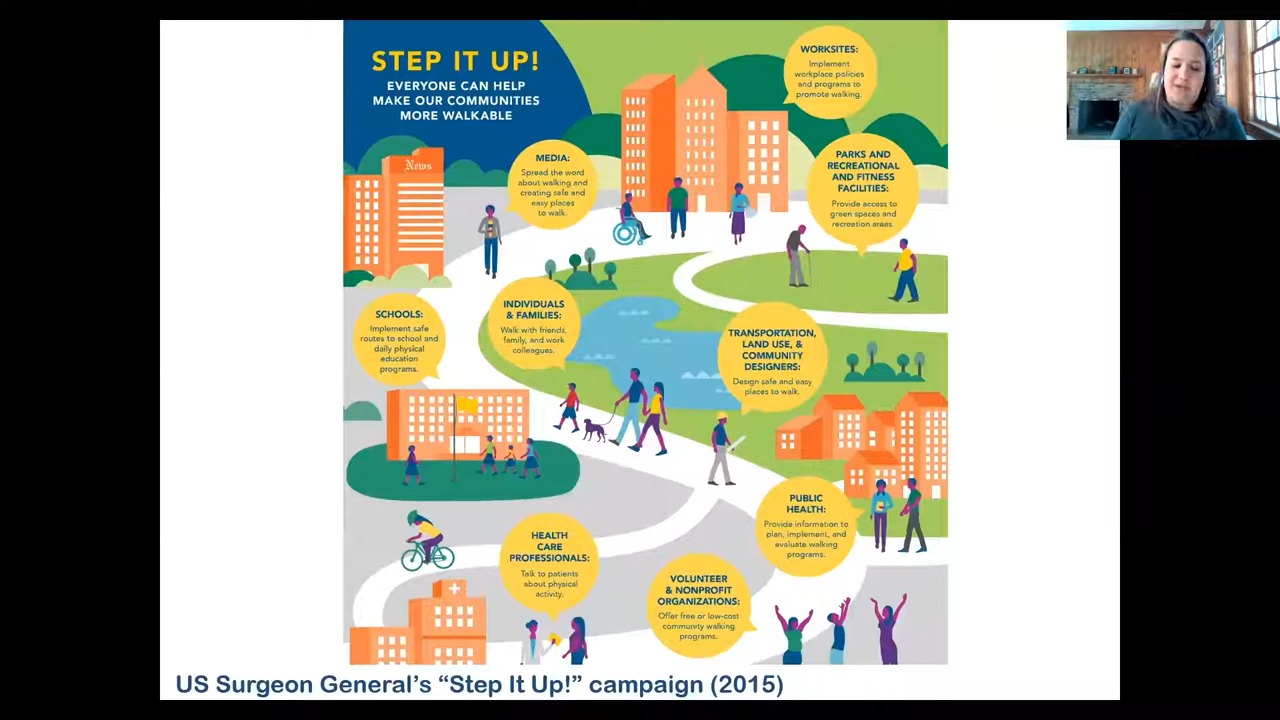 STEP IT UP!
EVERYONE CAN HELP
MAKE OUR COMMUNITIES
MORE WALKABLE
WORKSITES:
Implement
workplace policies
and programs to
promote walking.
News
MEDIA:
Spread the word
about walking and
creating safe and
easy places
to walk.
PARKS AND
RECREATIONAL
AND FITNESS
FACILITIES:
Provide access to
green spaces and
recreation areas.
SCHOOLS:
Implement safe
routes to school and
daily physical
education
programs.
INDIVIDUALS
& FAMILIES:
Walk with friends,
family, and work
colleagues.
TRANSPORTATION,
LAND USE, &
COMMUNITY
DESIGNERS:
Design safe and easy
places to walk.
PUBLIC
HEALTH:
Provide information to
plan, implement, and
evaluate walking
programs.
HEALTH
CARE
PROFESSIONALS:
Talk to patients
about physical
activity.
VOLUNTEER
& NONPROFIT
ORGANIZATIONS:
Offer free or low-cost
community walking
programs.
US Surgeon General's “Step It Up!” campaign (2015)